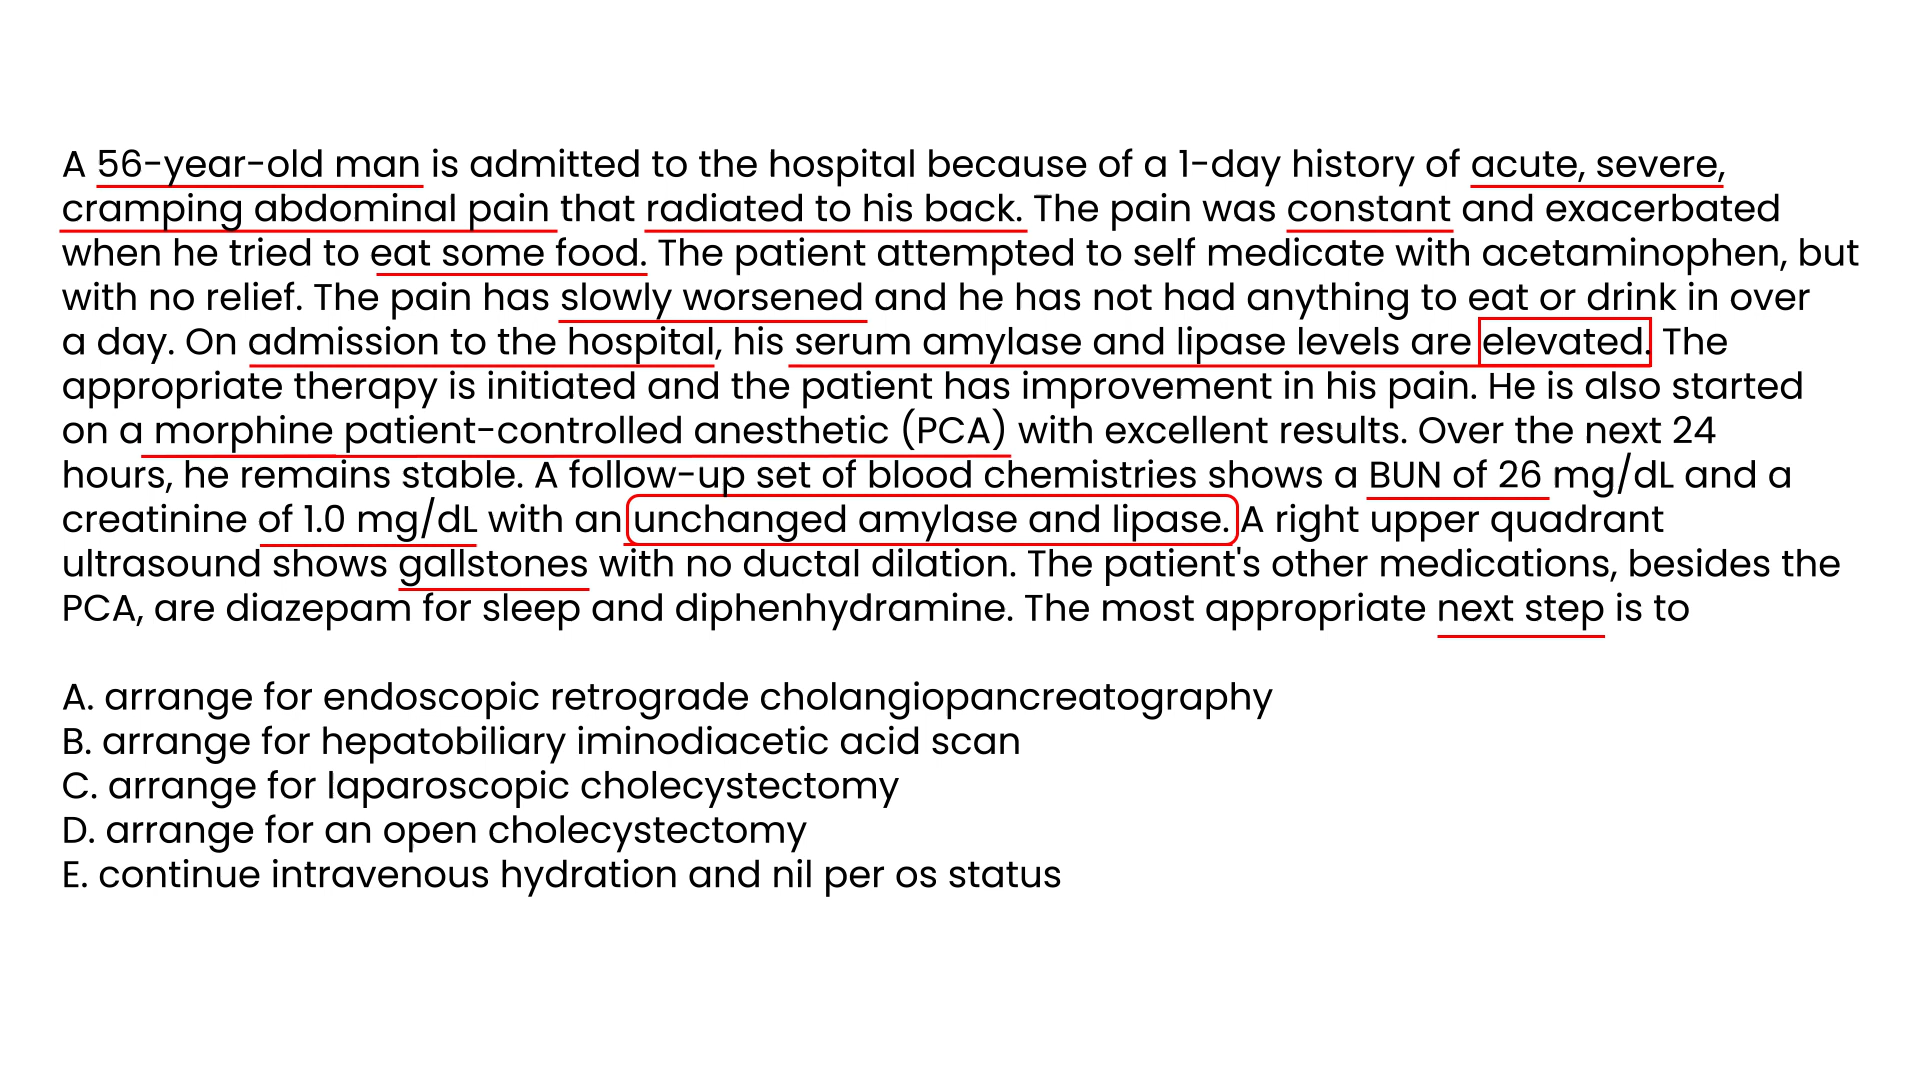 A 56-year-old man is admitted to the hospital because of a 1-day history of acute, severe,
cramping abdominal pain that radiated to his back. The pain was constant and exacerbated
when he tried to eat some food. The patient attempted to self medicate with acetaminophen, but
with no relief. The pain has slowly worsened and he has not had anything to eat or drink in over
a day. On admission to the hospital, his serum amylase and lipase levels are elevated. The
appropriate therapy is initiated and the patient has improvement in his pain. He is also started
on a morphine patient-controlled anesthetic (PCA) with excellent results. Over the next 24
hours, he remains stable. A follow-up set of blood chemistries shows a BUN of 26 mg/dL and a
creatinine of 1.0 mg/dL with an unchanged amylase and lipase. A right upper quadrant
ultrasound shows gallstones with no ductal dilation. The patient's other medications, besides the
PCA, are diazepam for sleep and diphenhydramine. The most appropriate next step is to
A. arrange for endoscopic retrograde cholangiopancreatography
B. arrange for hepatobiliary iminodiacetic acid scan
C. arrange for laparoscopic cholecystectomy
D. arrange for an open cholecystectomy
E. continue intravenous hydration and nil per os status